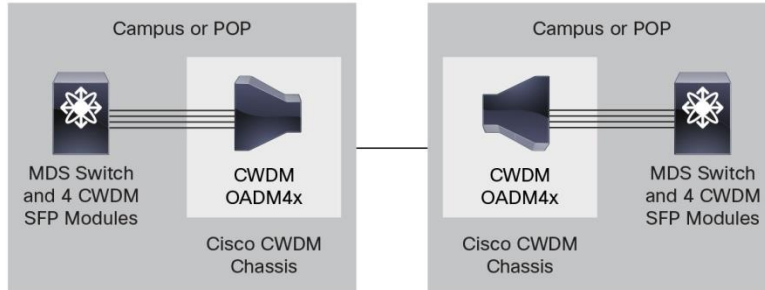 Campus or POP
MDS Switch
and 4 CWDM
SFP Modules
CWDM
OADM4x
Cisco CWDM
Chassis
Campus or POP
CWDM
OADM4x
Cisco CWDM
Chassis
MDS Switch
and 4 CWDM
SFP Modules